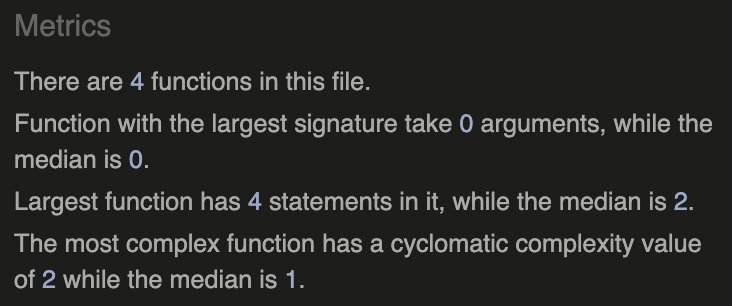 Metrics
There are 4 functions in this file.
Function with the largest signature take 0 arguments, while the
median is 0.
Largest function has 4 statements in it, while the median is 2.
The most complex function has a cyclomatic complexity value
of 2 while the median is 1.